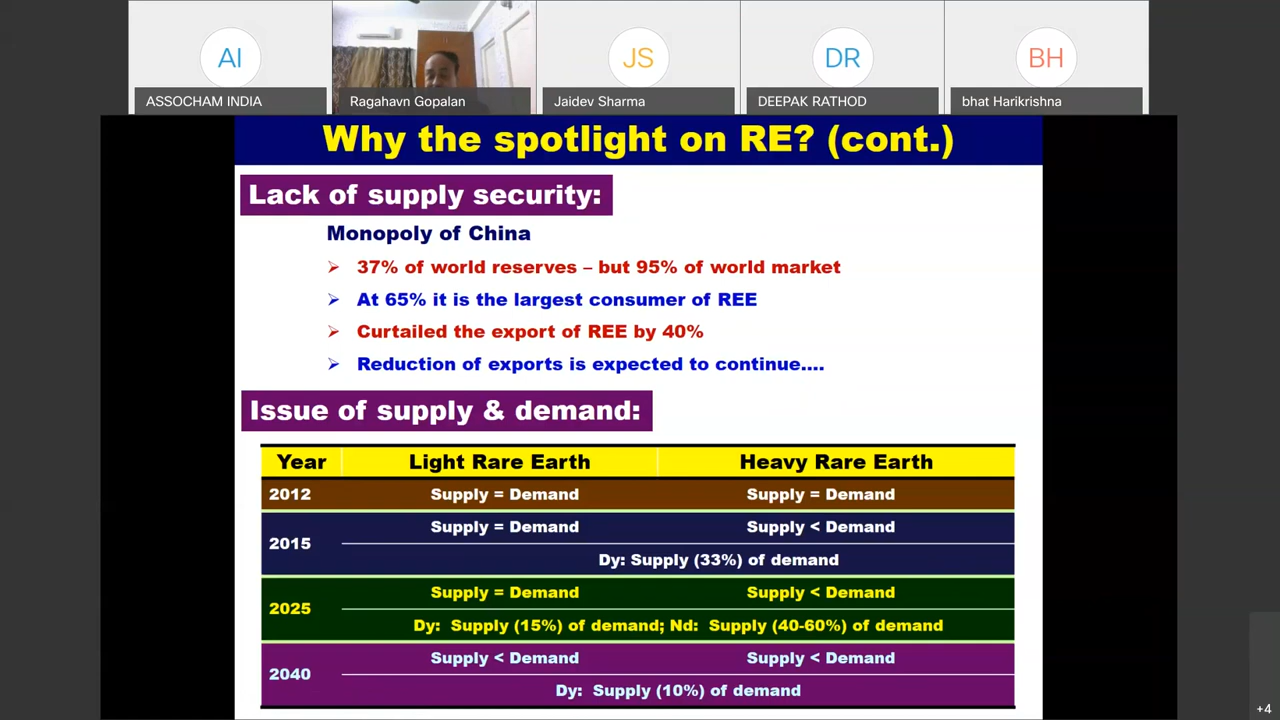 AI
JS
DR
BH
ASSOCHAM INDIA
Ragahavn Gopalan
Jaidev Sharma
DEEPAK RATHOD
bhat Harikrishna
Why the spotlight on RE? (cont.)
Lack of supply security:
Monopoly of China
37% of world reserves – but 95% of world market
At 65% it is the largest consumer of REE
Curtailed the export of REE by 40%
Reduction of exports is expected to continue....
Issue of supply & demand:
Year Light Rare Earth Heavy Rare Earth
2012 Supply = Demand Supply = Demand
2015 Supply = Demand Supply < Demand
Dy: Supply (33%) of demand
2025 Supply = Demand Supply < Demand
Dy: Supply (15%) of demand; Nd: Supply (40-60%) of demand
2040 Supply < Demand Supply < Demand
Dy: Supply (10%) of demand
+4